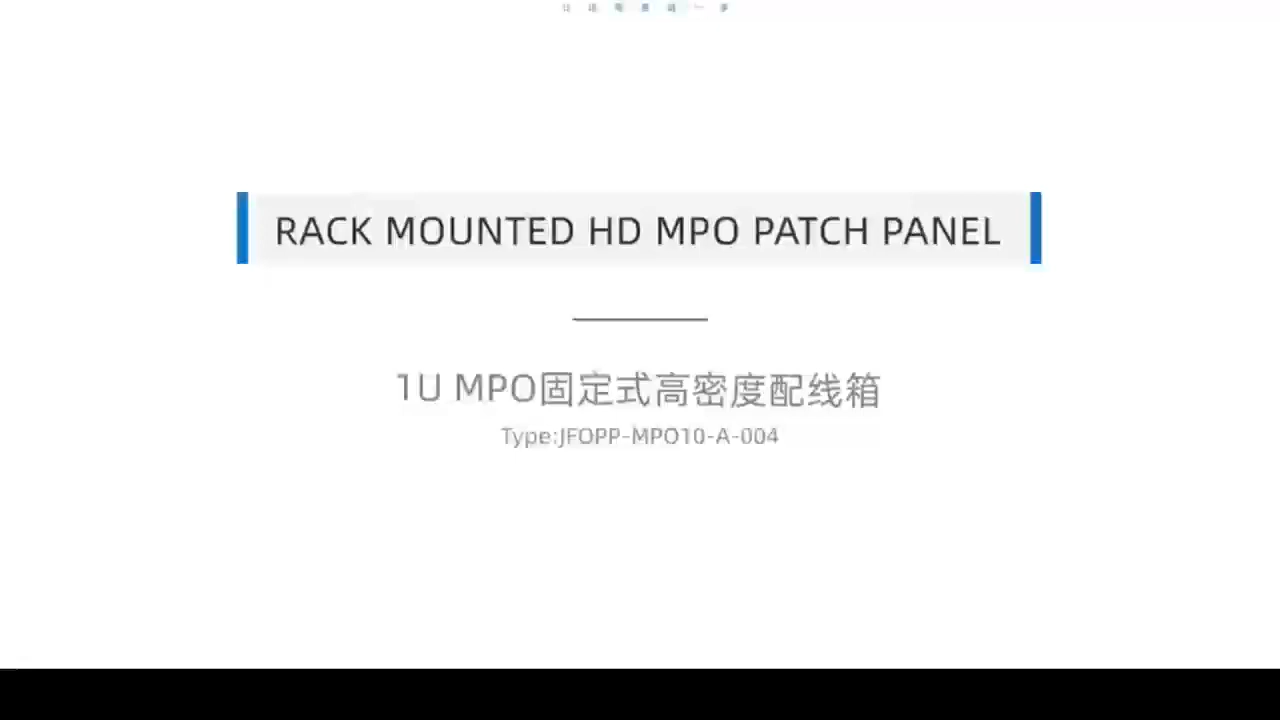 RACK MOUNTED HD MPO PATCH PANEL
1U MPO固定式高密度配线箱
Type:JFOPP-MPO10-A-004